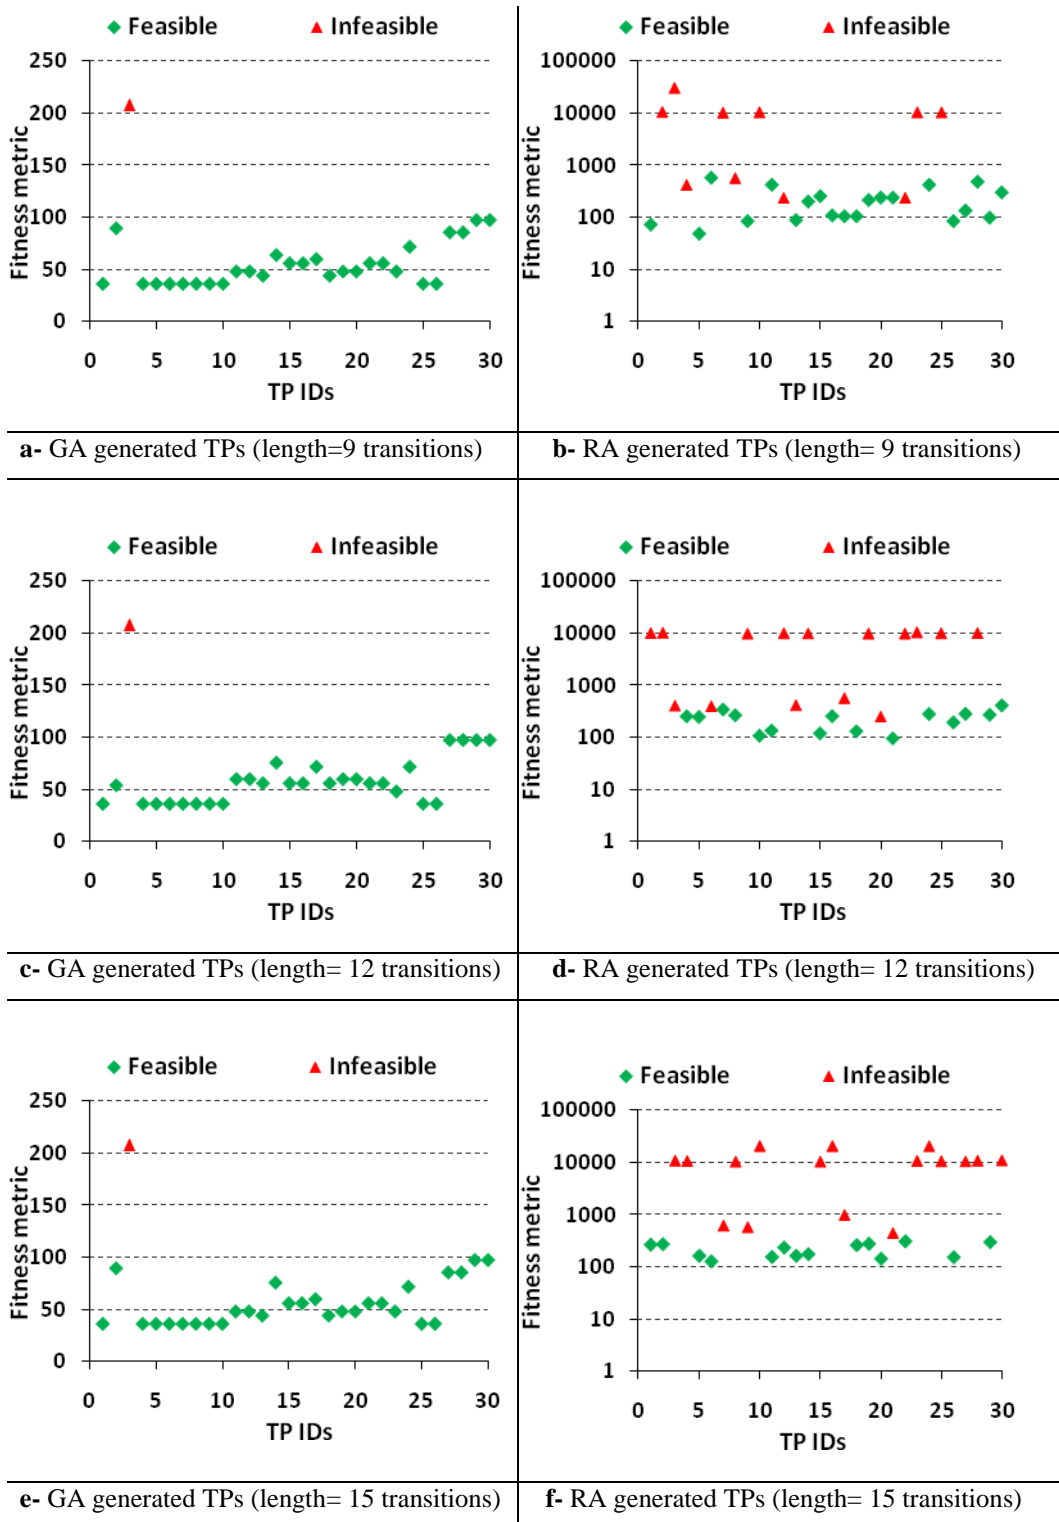 Feasible Infeasible
250
200
150
100
50
0
Fitness metric
0 5 10 15 20 25 30
TP IDs
a- GA generated TPs (length=9 transitions)
Feasible Infeasible
100000
10000
1000
100
10
1
Fitness metric
0 5 10 15 20 25 30
TP IDs
b- RA generated TPs (length= 9 transitions)
Feasible Infeasible
250
200
150
100
50
0
Fitness metric
0 5 10 15 20 25 30
TP IDs
c- GA generated TPs (length= 12 transitions)
Feasible Infeasible
100000
10000
1000
100
10
1
Fitness metric
0 5 10 15 20 25 30
TP IDs
d- RA generated TPs (length= 12 transitions)
Feasible Infeasible
250
200
150
100
50
0
Fitness metric
0 5 10 15 20 25 30
TP IDs
e- GA generated TPs (length= 15 transitions)
Feasible Infeasible
100000
10000
1000
100
10
1
Fitness metric
0 5 10 15 20 25 30
TP IDs
f- RA generated TPs (length= 15 transitions)